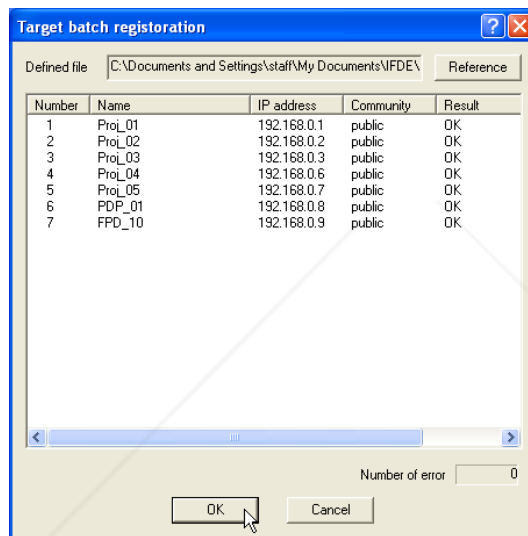 Target batch registoration
Defined file C:\Documents and Settings\staff\My Documents\IFDE\ Reference
Number Name IP address Community Result
1 Proj_01 192.168.0.1 public OK
2 Proj_02 192.168.0.2 public OK
3 Proj_03 192.168.0.3 public OK
4 Proj_04 192.168.0.6 public OK
5 Proj_05 192.168.0.7 public OK
6 PDP_01 192.168.0.8 public OK
7 FPD_10 192.168.0.9 public OK
Number of error 0
OK Cancel